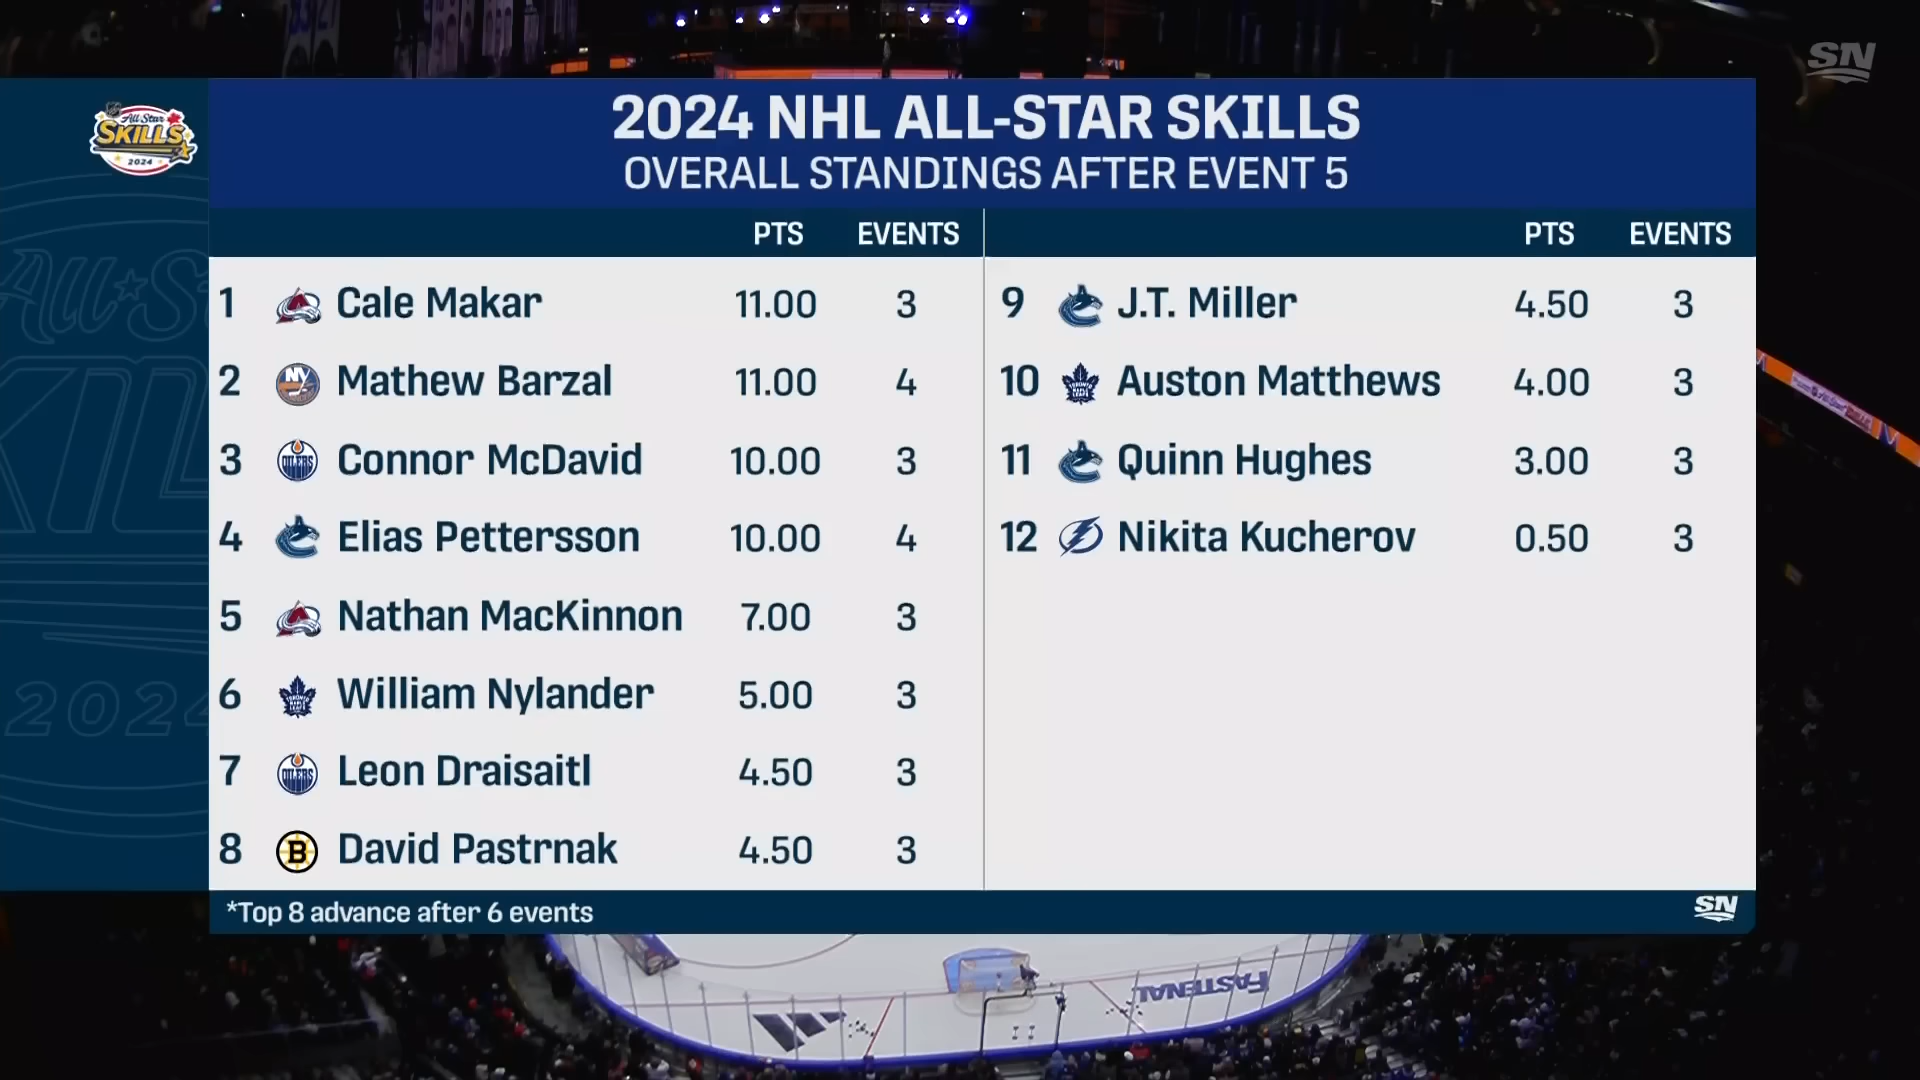 SN
All Star
SKILLS
2024
2024 NHL ALL-STAR SKILLS
OVERALL STANDINGS AFTER EVENT 5
PTS EVENTS
1 Cale Makar 11.00 3
2 Mathew Barzal 11.00 4
3 Connor McDavid 10.00 3
4 Elias Pettersson 10.00 4
5 Nathan MacKinnon 7.00 3
6 William Nylander 5.00 3
7 Leon Draisaitl 4.50 3
8 David Pastrnak 4.50 3
PTS EVENTS
9 J.T. Miller 4.50 3
10 Auston Matthews 4.00 3
11 Quinn Hughes 3.00 3
12 Nikita Kucherov 0.50 3
*Top 8 advance after 6 events
SN
FASTENAL